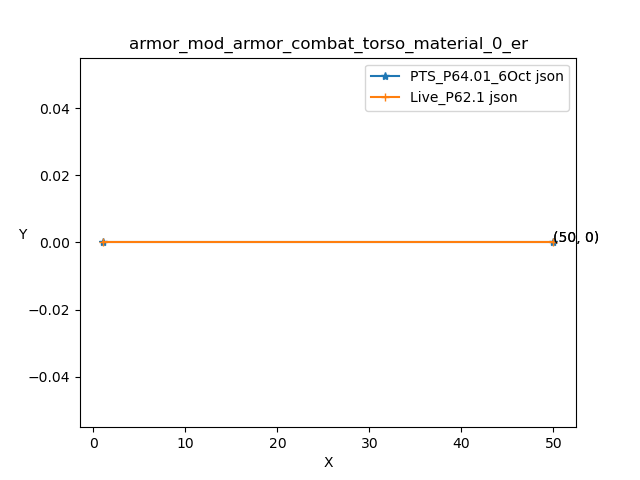 armor_mod_armor_combat_torso_material_0_er
PTS_P64.01_6Oct json
Live_P62.1 json
0.04
0.02
Y
0.00
(50, 0)
−0.02
−0.04
0
10
20
30
40
50
X